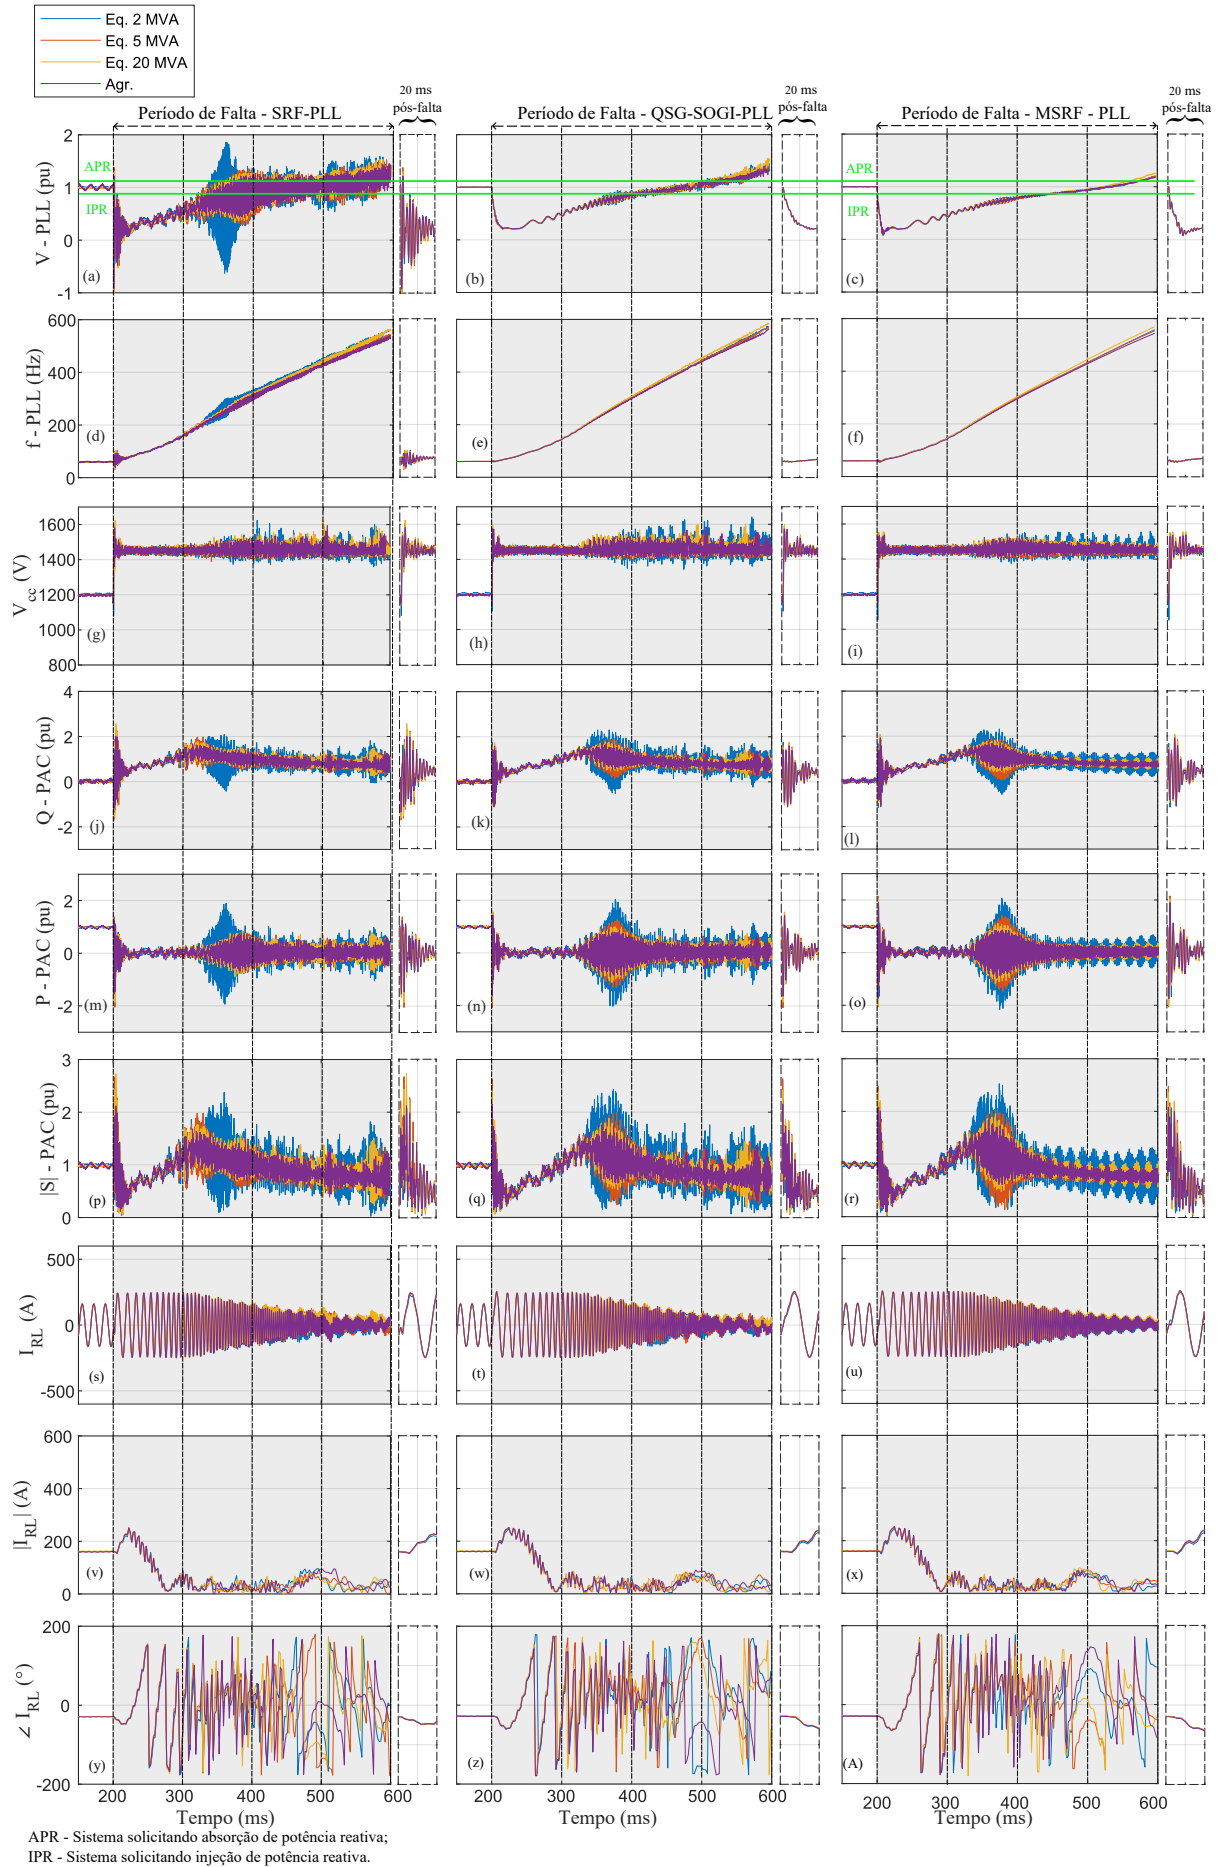 Eq. 2 MVA
Eq. 5 MVA
Eq. 20 MVA
Agr.
20 ms
pós-falta
Período de Falta - SRF-PLL
20 ms
pós-falta
Período de Falta - QSG-SOGI-PLL
20 ms
pós-falta
Período de Falta - MSRF - PLL
V - PLL (pu)
2
1
0
-1
APR
IPR
(a)
(b)
APR
IPR
(c)
f - PLL (Hz)
600
400
200
0
(d)
(e)
(f)
Vcc (V)
1600
1400
1200
1000
800
(g)
(h)
(i)
Q - PAC (pu)
4
2
0
-2
(j)
(k)
(l)
P - PAC (pu)
2
0
-2
(m)
(n)
(o)
|S| - PAC (pu)
3
2
1
0
(p)
(q)
(r)
IRL (A)
500
0
-500
(s)
(t)
(u)
|IRL| (A)
600
400
200
0
(v)
(w)
(x)
∠ IRL (°)
200
0
-200
(y)
(z)
(A)
200 300 400 500 600
200 300 400 500 600
200 300 400 500 600
Tempo (ms)
Tempo (ms)
Tempo (ms)
APR - Sistema solicitando absorção de potência reativa;
IPR - Sistema solicitando injeção de potência reativa.